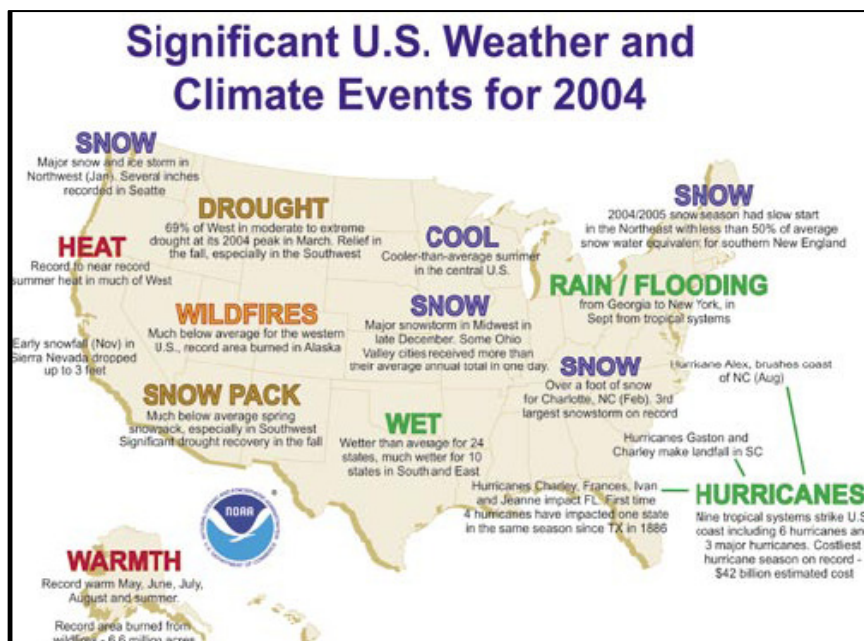 Significant U.S. Weather and
Climate Events for 2004
SNOW
Major snow and ice storm in
Northwest (Jan). Several inches
recorded in Seattle
DROUGHT
69% of West in moderate to extreme
drought at its 2004 peak in March. Relief in
the fall, especially in the Southwest
COOL
Cooler-than-average summer
in the central U.S.
SNOW
2004/2005 snow season had slow start
in the Northeast with less than 50% of average
snow water equivalent for southern New England
HEAT
Record to near record
summer heat in much of West
RAIN / FLOODING
from Georgia to New York, in
Sept from tropical systems
WILDFIRES
Much below average for the western
U.S., record area burned in Alaska
SNOW
Major snowstorm in Midwest in
late December. Some Ohio
Valley cities received more than
their average annual total in one day.
Early snowfall (Nov) in
Sierra Nevada dropped
up to 3 feet
SNOW
Over a foot of snow
for Charlotte, NC (Feb). 3rd
largest snowstorm on record
Hurricane Alex, brushes coast
of NC (Aug)
SNOW PACK
Much below average spring
snowpack, especially in Southwest
Significant drought recovery in the fall
WET
Wetter than average for 24
states, much wetter for 10
states in South and East
Hurricanes Gaston and
Charley make landfall in SC
Hurricanes Charley, Frances, Ivan
and Jeanne impact FL. First time
4 hurricanes have impacted one state
in the same season since TX in 1886
HURRICANES
Nine tropical systems strike U.S.
coast including 6 hurricanes and
3 major hurricanes. Costliest
hurricane season on record -
$42 billion estimated cost
NOAA
WARMTH
Record warm May, June, July,
August and summer.
Record area burned from
wildfires - 6.6 million acres